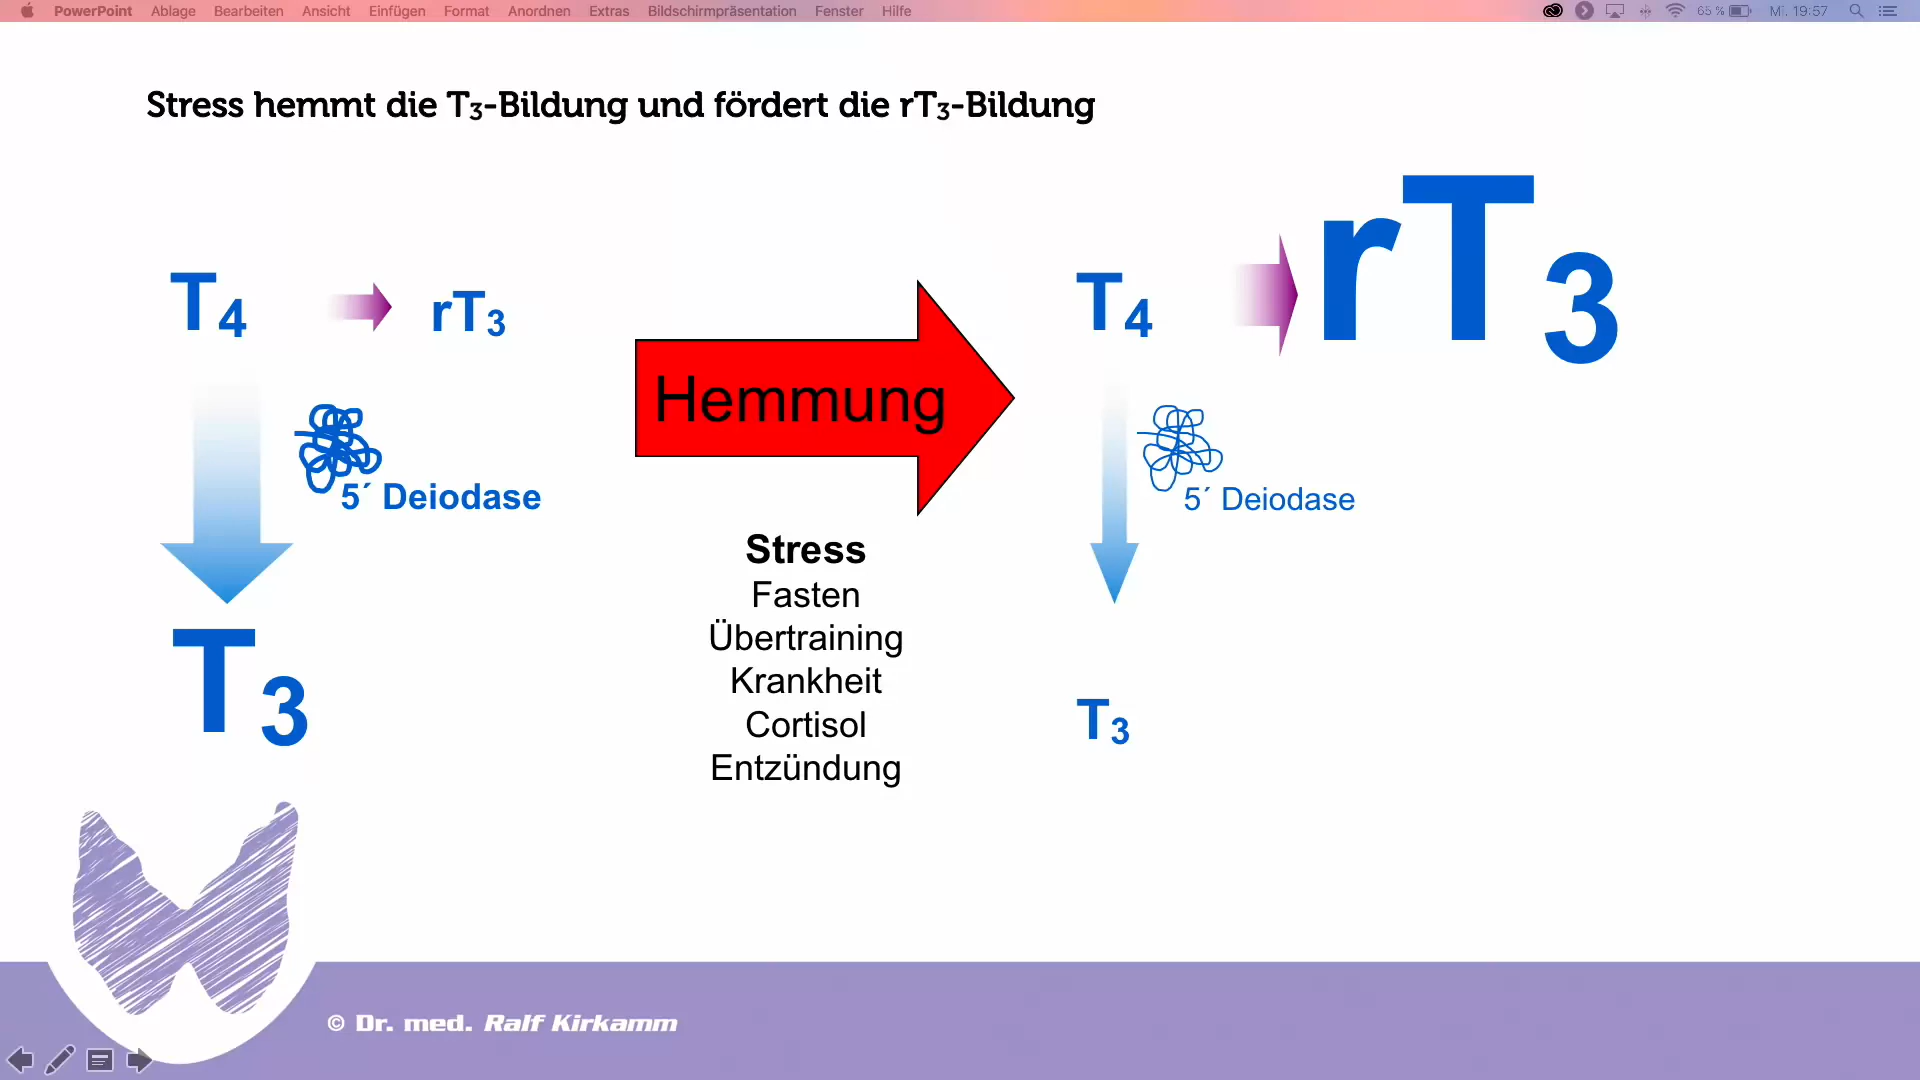 PowerPoint Ablage Bearbeiten Ansicht Einfügen Format Anordnen Extras Bildschirmpräsentation Fenster Hilfe 65 % Mi. 19:57
Stress hemmt die T₃-Bildung und fördert die rT₃-Bildung
T₄ rT₃
5´ Deiodase
T₃
Hemmung
Stress
Fasten
Übertraining
Krankheit
Cortisol
Entzündung
T₄ rT₃
5´ Deiodase
T₃
© Dr. med. Ralf Kirkamm